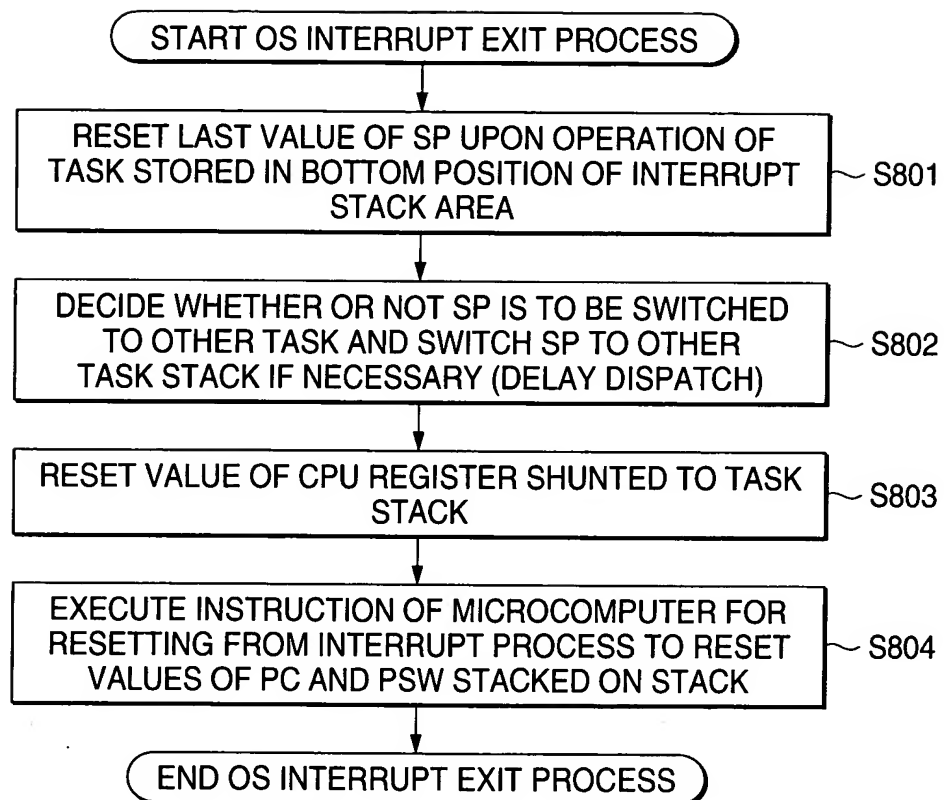 START OS INTERRUPT EXIT PROCESS
RESET LAST VALUE OF SP UPON OPERATION OF
TASK STORED IN BOTTOM POSITION OF INTERRUPT
STACK AREA
S801
DECIDE WHETHER OR NOT SP IS TO BE SWITCHED
TO OTHER TASK AND SWITCH SP TO OTHER
TASK STACK IF NECESSARY (DELAY DISPATCH)
S802
RESET VALUE OF CPU REGISTER SHUNTED TO TASK
STACK
S803
EXECUTE INSTRUCTION OF MICROCOMPUTER FOR
RESETTING FROM INTERRUPT PROCESS TO RESET
VALUES OF PC AND PSW STACKED ON STACK
S804
END OS INTERRUPT EXIT PROCESS